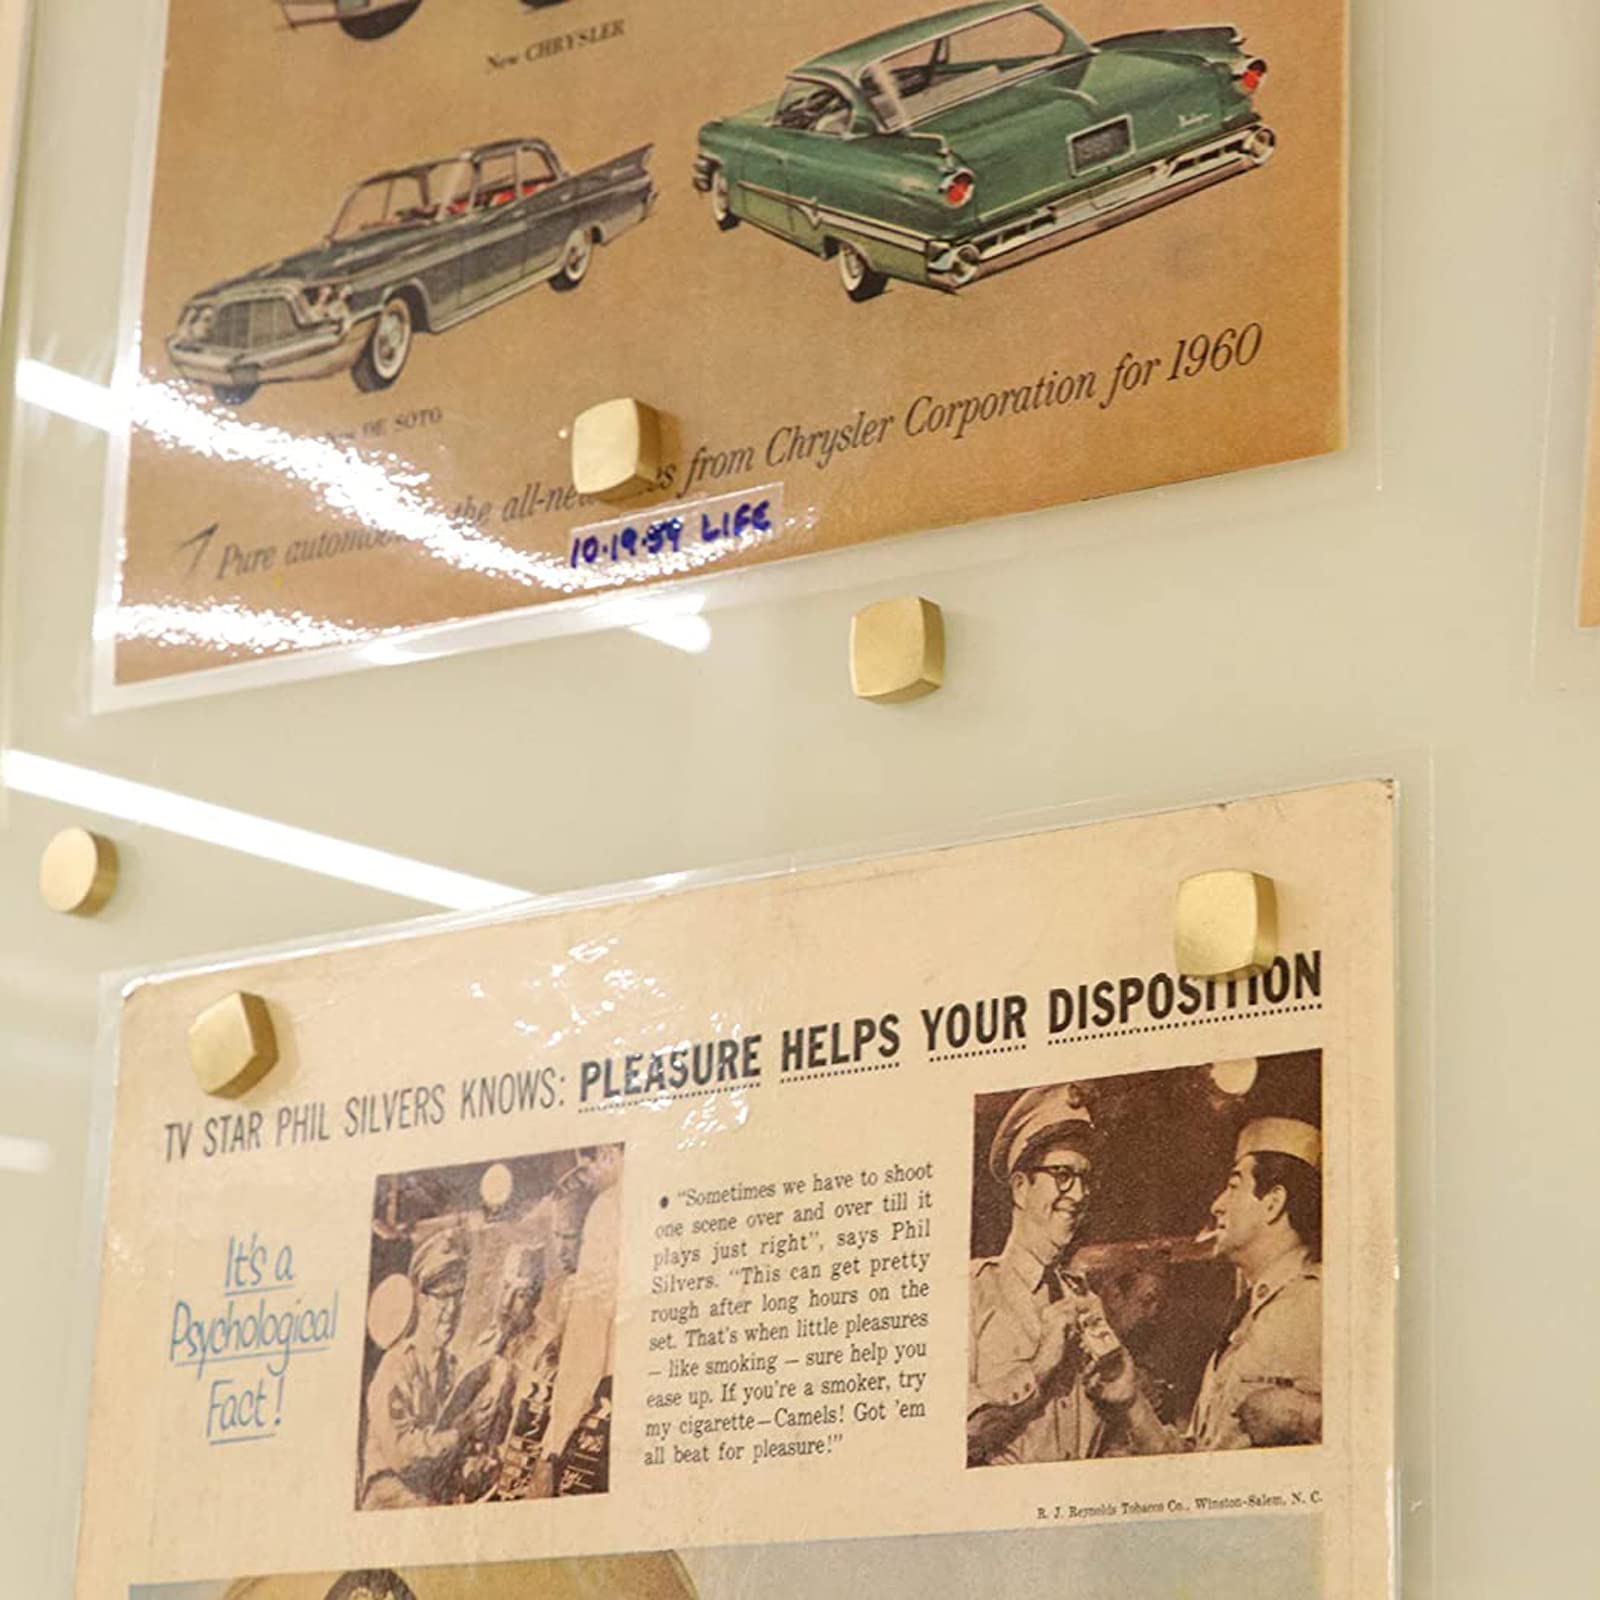 New CHRYSLER
DE SOTO
7 Pure the from Chrysler Corporation for 1960
10.19.59 LIFE
TV STAR PHIL SILVERS KNOWS: PLEASURE HELPS YOUR DISPOSITION
It's a
Psychological
Fact!
• "Sometimes we have to shoot
one scene over and over till it
plays just right", says Phil
Silvers. "This can get pretty
rough after long hours on the
set. That's when little pleasures
– like smoking – sure help you
ease up. If you're a smoker, try
my cigarette–Camels! Got 'em
all beat for pleasure!"
R. J. Reynolds Tobacco Co., Winston-Salem, N. C.